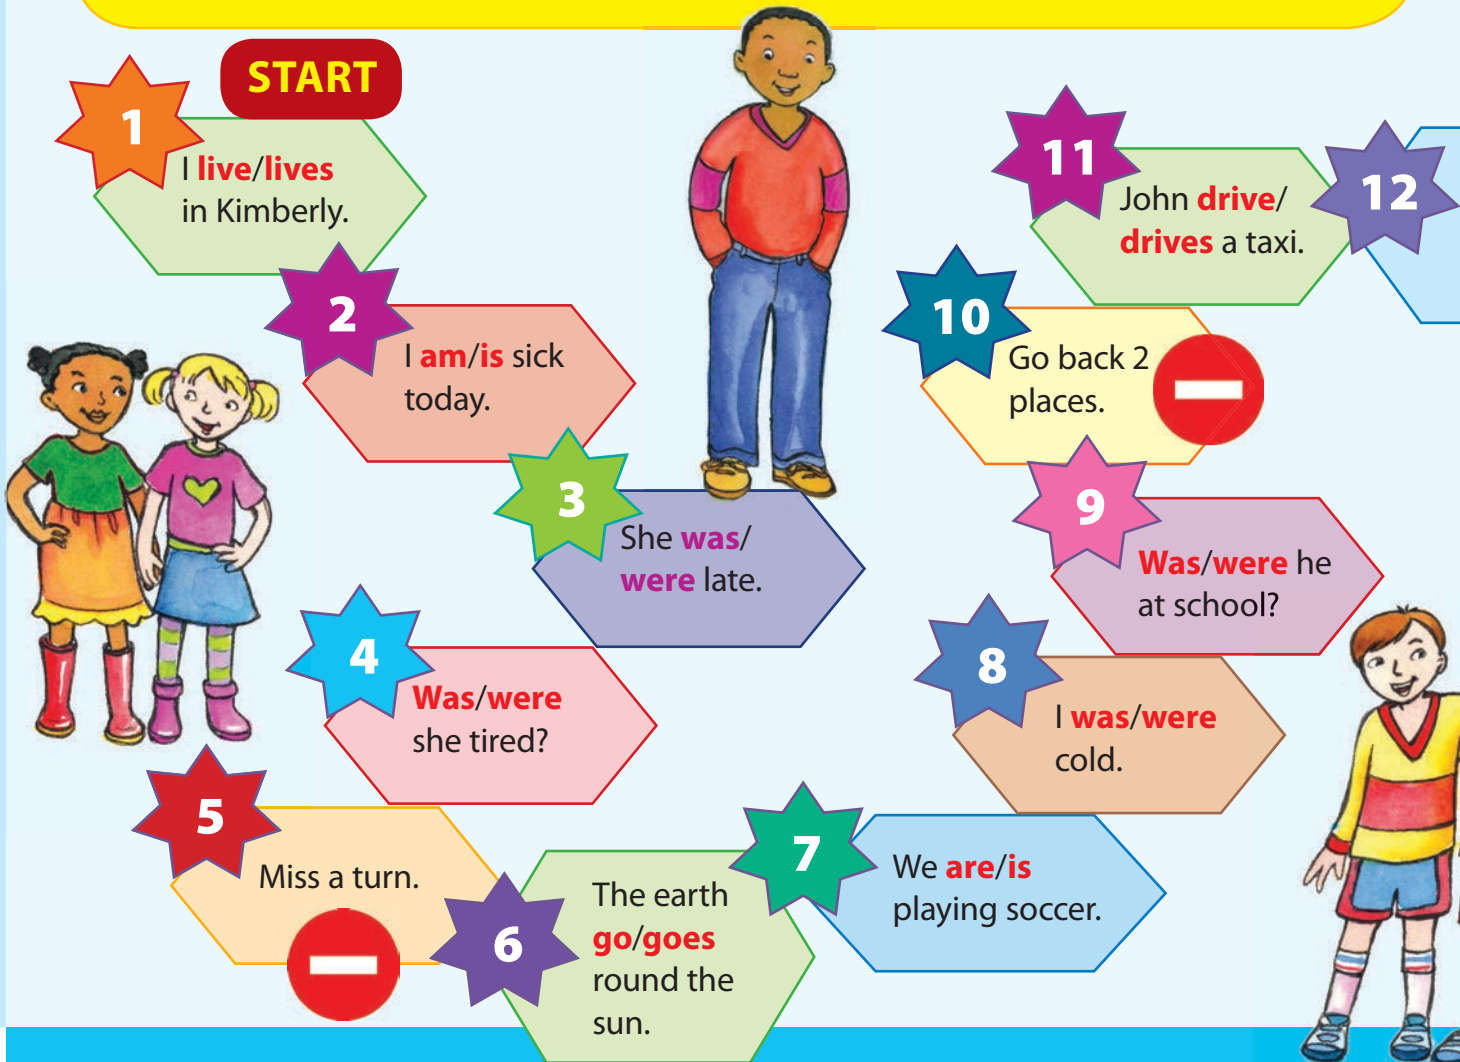 START
1
I live/lives
in Kimberly.
2
I am/is sick
today.
3
She was/
were late.
4
Was/were
she tired?
5
Miss a turn.
6
The earth
go/goes
round the
sun.
7
We are/is
playing soccer.
8
I was/were
cold.
9
Was/were he
at school?
10
Go back 2
places.
11
John drive/
drives a taxi.
12